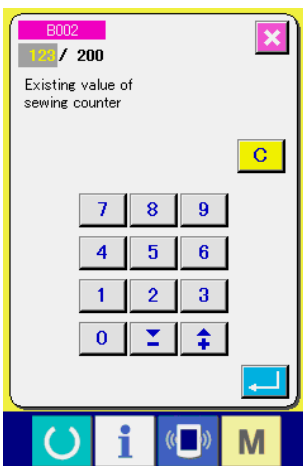 B002
123/ 200
Existing value of
sewing counter
C
7 8 9
4 5 6
1 2 3
0
i M